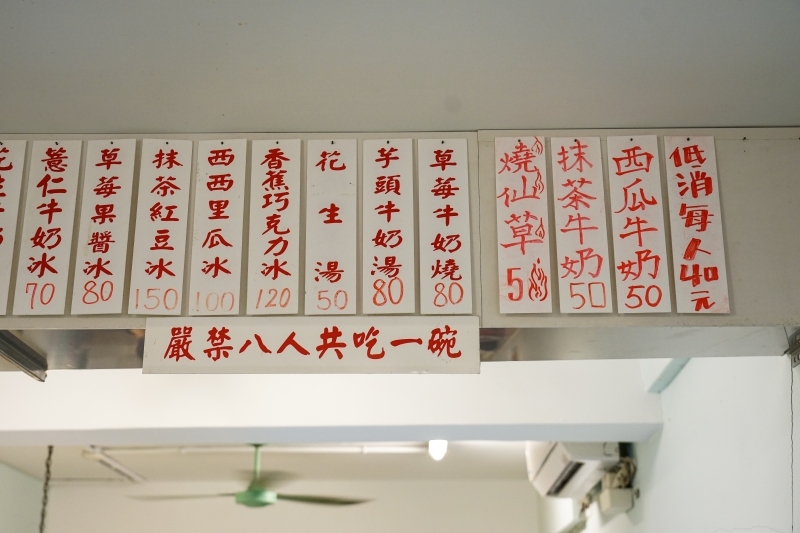 薏仁牛奶冰 70
草莓果醬冰 80
抹茶紅豆冰 150
西西里瓜冰 100
香蕉巧克力冰 120
花生湯 50
芋頭牛奶湯 80
草莓牛奶燒 80
燒仙草 50
抹茶牛奶 50
西瓜牛奶 50
低消每人40元
嚴禁八人共吃一碗